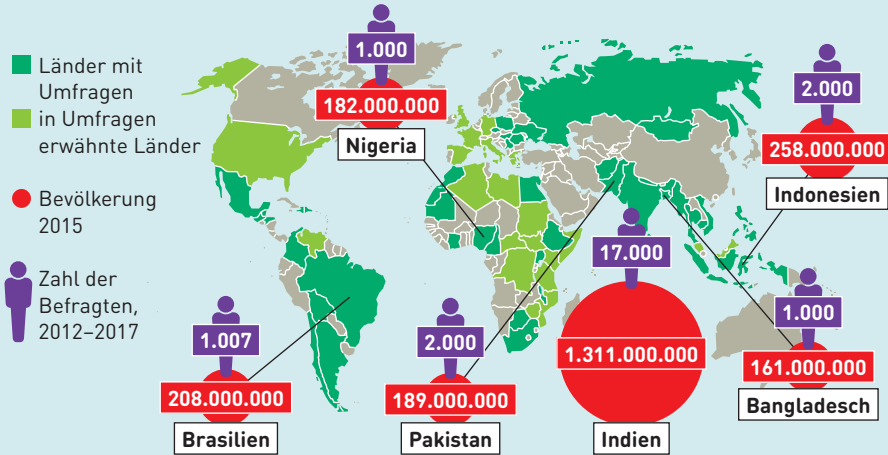 Länder mit
Umfragen
in Umfragen
erwähnte Länder
Bevölkerung
2015
Zahl der
Befragten,
2012–2017
1.000
182.000.000
Nigeria
2.000
258.000.000
Indonesien
1.007
208.000.000
Brasilien
2.000
189.000.000
Pakistan
17.000
1.311.000.000
Indien
1.000
161.000.000
Bangladesch